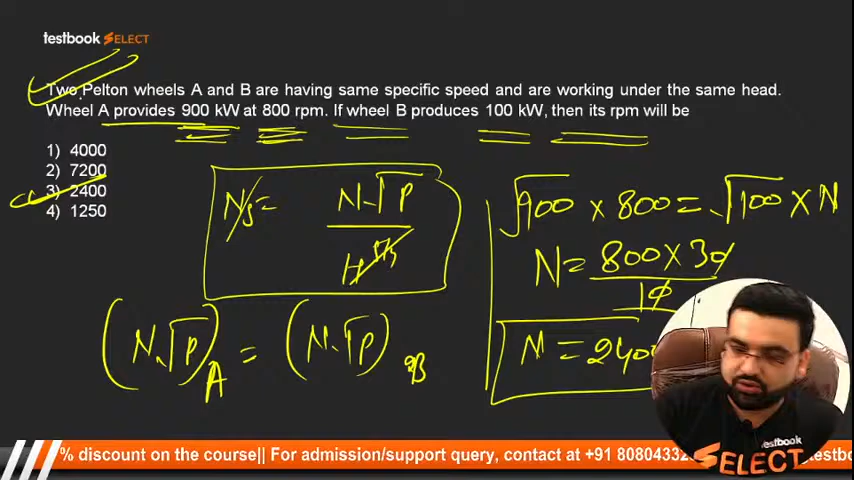 testbook SELECT
Two Pelton wheels A and B are having same specific speed and are working under the same head.
Wheel A provides 900 kW at 800 rpm. If wheel B produces 100 kW, then its rpm will be
1) 4000
2) 7200
3) 2400
4) 1250
Ns = N.√P / H^5/4
(N.√P)A = (N.√P)B
√900 × 800 = √100 × N
N = 800 × 30 / 10
N = 240
testbook
SELECT
% discount on the course|| For admission/support query, contact at +91 8080433